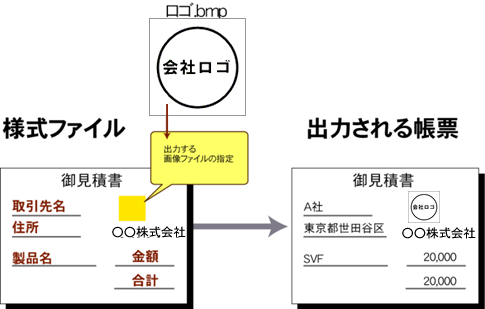 ロゴ.bmp
会社ロゴ
様式ファイル
出力される帳票
出力する
画像ファイルの指定
御見積書
取引先名
住所
〇〇株式会社
製品名 金額
合計
御見積書
A社
会社ロゴ
東京都世田谷区
〇〇株式会社
SVF 20,000
20,000